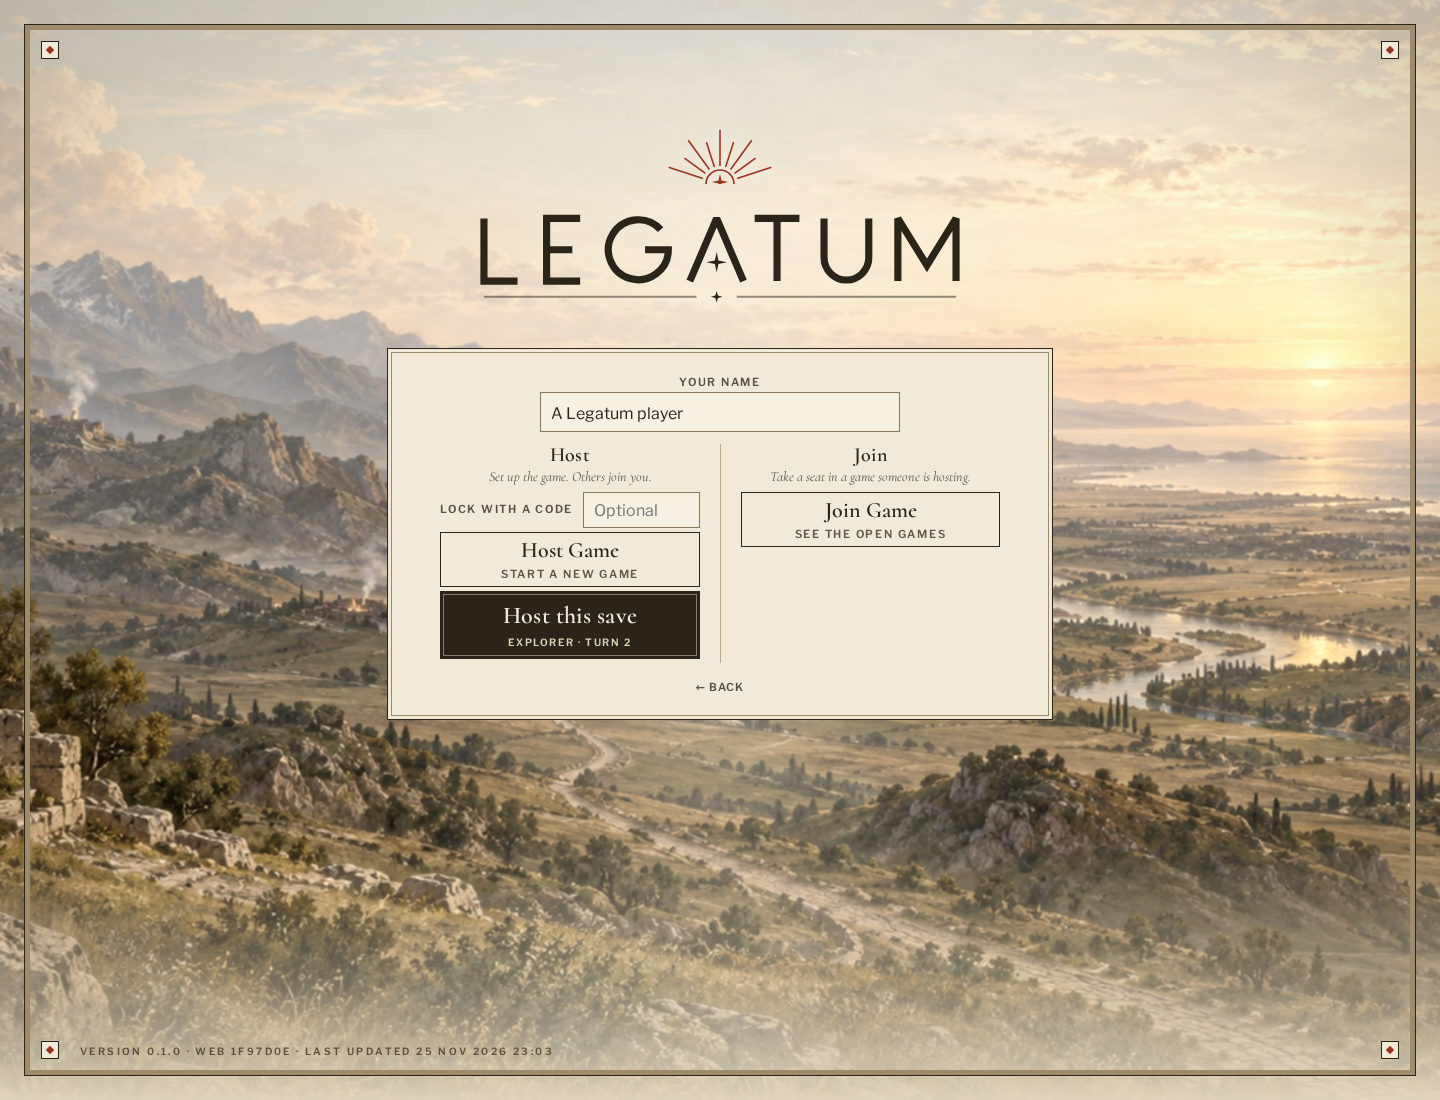 LEGATUM
YOUR NAME
A Legatum player
Host
Set up the game. Others join you.
LOCK WITH A CODE Optional
Host Game
START A NEW GAME
Host this save
EXPLORER · TURN 2
Join
Take a seat in a game someone is hosting.
Join Game
SEE THE OPEN GAMES
← BACK
VERSION 0.1.0 · WEB 1F97D0E · LAST UPDATED 25 NOV 2026 23:03